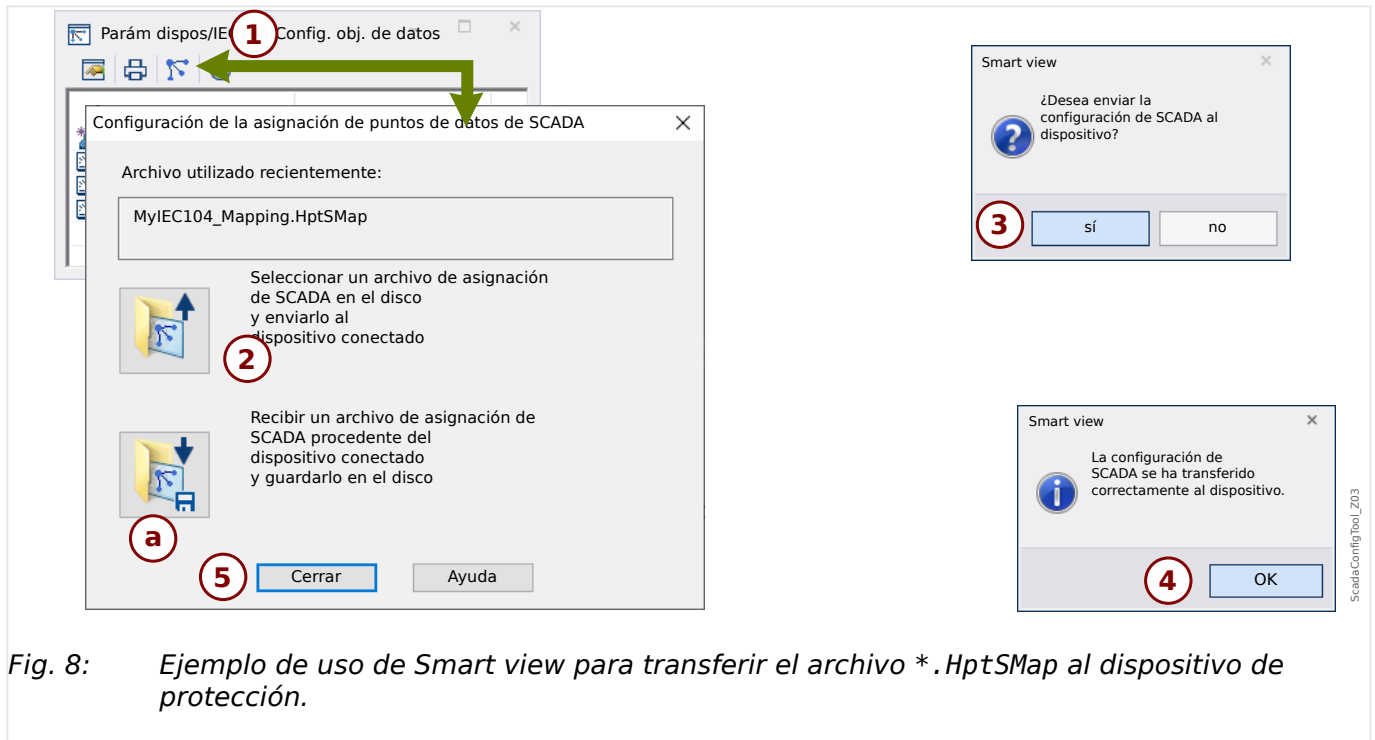 Parám dispos/IE
1
Config. obj. de datos
Configuración de la asignación de puntos de datos de SCADA
Archivo utilizado recientemente:
MyIEC104_Mapping.HptSMap
Seleccionar un archivo de asignación
de SCADA en el disco
y enviarlo al
dispositivo conectado
2
Recibir un archivo de asignación de
SCADA procedente del
dispositivo conectado
y guardarlo en el disco
a
5
Cerrar
Ayuda
Smart view
¿Desea enviar la
configuración de SCADA al
dispositivo?
3
sí
no
Smart view
La configuración de
SCADA se ha transferido
correctamente al dispositivo.
4
OK
ScadaConfigTool_Z03
Fig. 8: Ejemplo de uso de Smart view para transferir el archivo *.HptSMap al dispositivo de
protección.